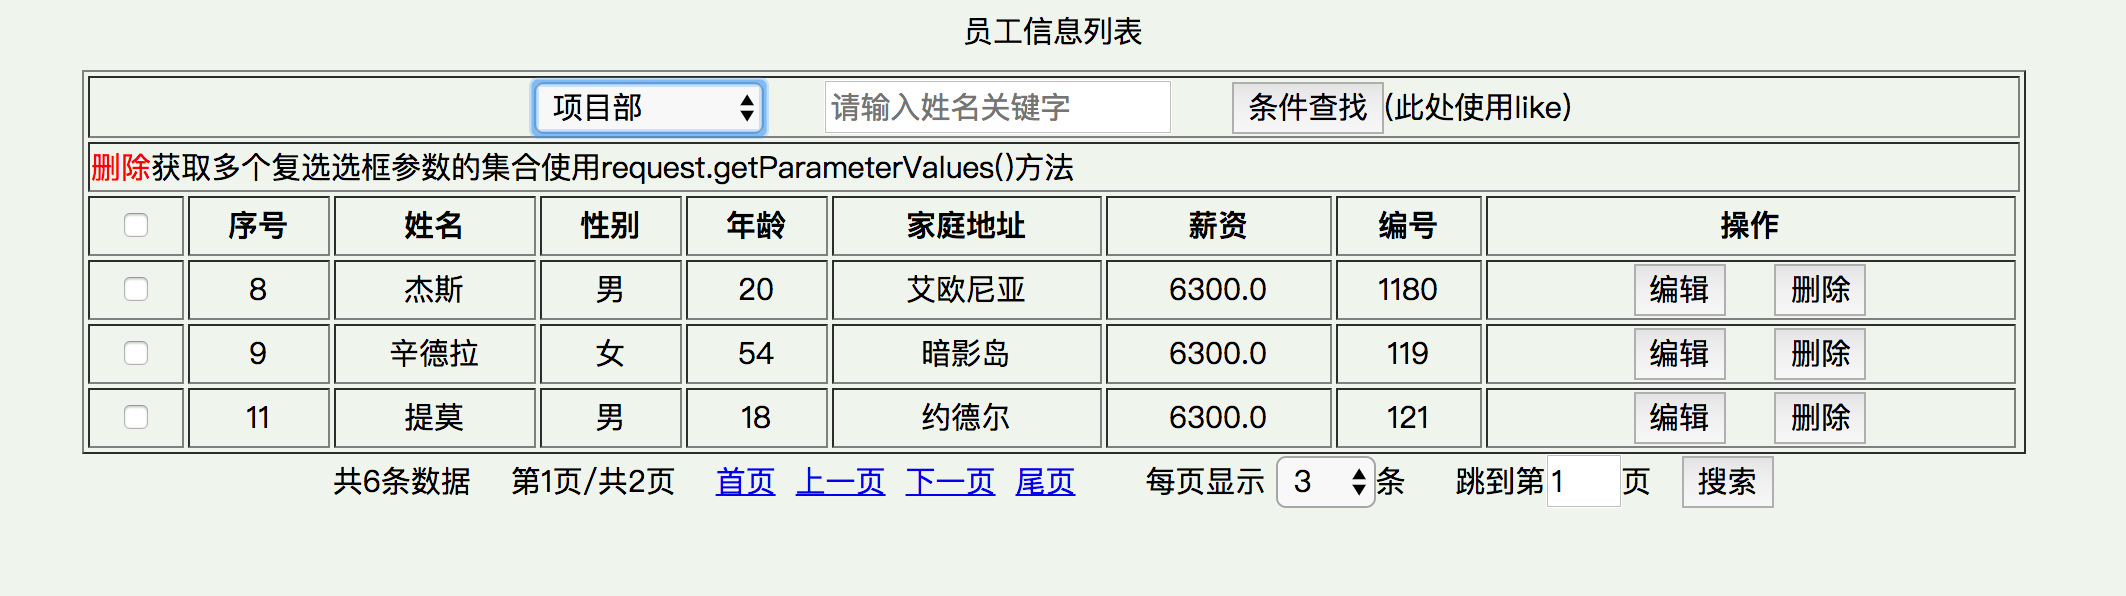 员工信息列表
项目部 请输入姓名关键字 条件查找(此处使用like)
删除获取多个复选选框参数的集合使用request.getParameterValues()方法
序号 姓名 性别 年龄 家庭地址 薪资 编号 操作
8 杰斯 男 20 艾欧尼亚 6300.0 1180 编辑 删除
9 辛德拉 女 54 暗影岛 6300.0 119 编辑 删除
11 提莫 男 18 约德尔 6300.0 121 编辑 删除
共6条数据 第1页/共2页 首页 上一页 下一页 尾页 每页显示 3 条 跳到第 1 页 搜索